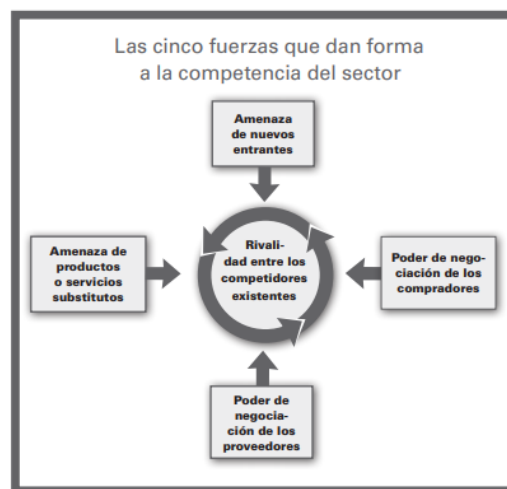 Las cinco fuerzas que dan forma
a la competencia del sector
Amenaza
de nuevos
entrantes
Amenaza de
productos
o servicios
substitutos
Rivali-
dad entre los
competidores
existentes
Poder de nego-
ciación de los
compradores
Poder de
negocia-
ción de los
proveedores